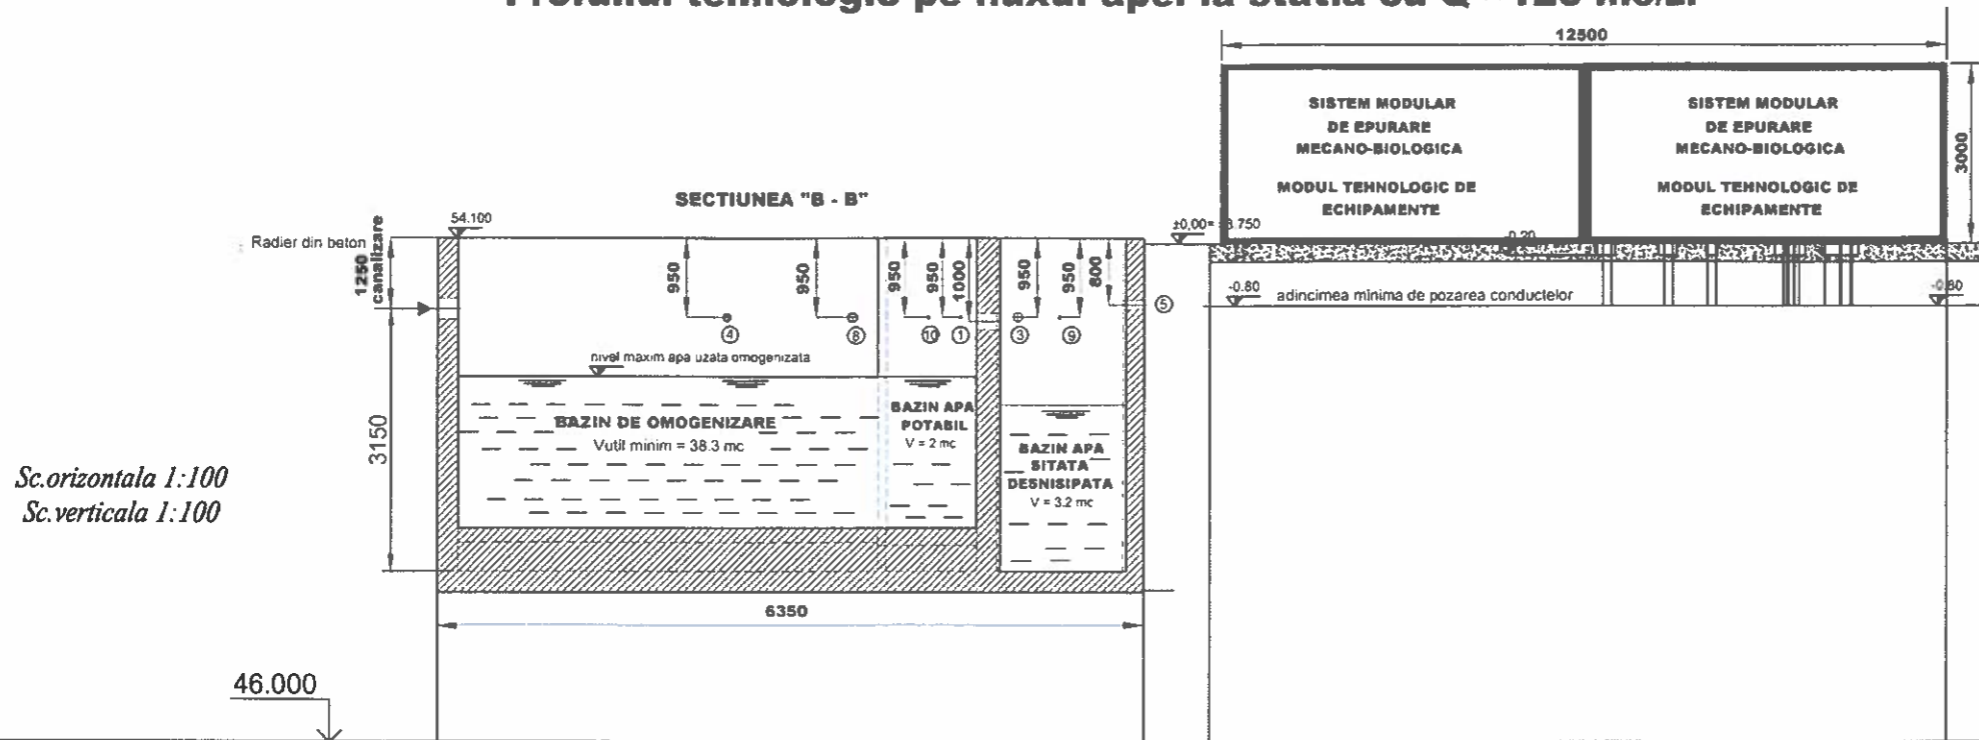 12500
SISTEM MODULAR
DE EPURARE
MECANO-BIOLOGICA
MODUL TEHNOLOGIC DE
ECHIPAMENTE
SISTEM MODULAR
DE EPURARE
MECANO-BIOLOGICA
MODUL TEHNOLOGIC DE
ECHIPAMENTE
3000
SECTIUNEA "B - B"
54.100
Radier din beton
1250
canalizare
950
950
950
950
1000
950
950
800
±0,00=
-0.20
-0.80
adincimea minima de pozarea conductelor
-0.80
4
8
10
1
3
9
5
nivel maxim apa uzata omogenizata
3150
BAZIN DE OMOGENIZARE
Vutil minim = 38.3 mc
BAZIN APA
POTABIL
V = 2 mc
BAZIN APA
SITATA
DESNISIPATA
V = 3.2 mc
Sc.orizontala 1:100
Sc.verticala 1:100
6350
46.000